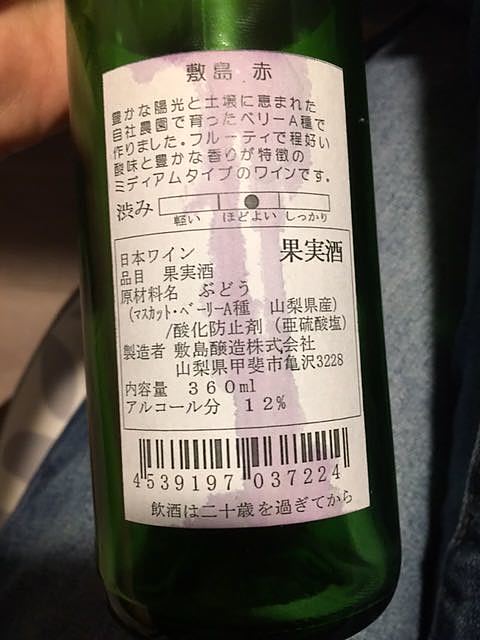 敷島 赤
豊かな陽光と土壌に恵まれた
自社農園で育ったベリーA種で
作りました。フルーティで程好い
酸味と豊かな香りが特徴の
ミディアムタイプのワインです。
渋み
軽い ほどよい しっかり
日本ワイン 果実酒
品目 果実酒
原材料名 ぶどう
(マスカット・ベーリーA種 山梨県産)
/酸化防止剤(亜硫酸塩)
製造者 敷島醸造株式会社
山梨県甲斐市亀沢3228
内容量 360ml
アルコール分 12%
4539197 037224
飲酒は二十歳を過ぎてから